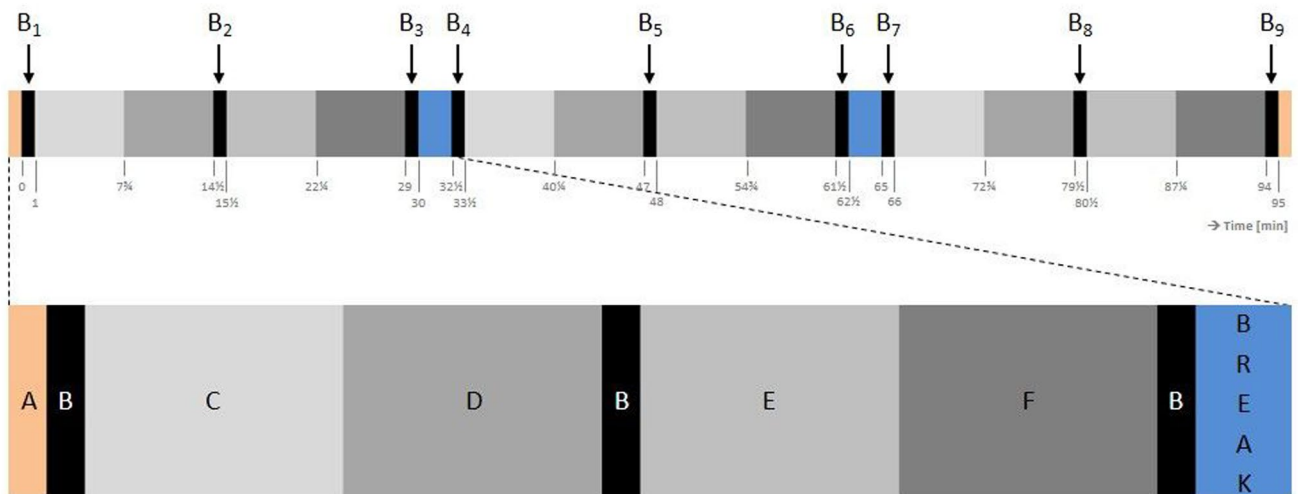 B₁ B₂ B₃ B₄ B₅ B₆ B₇ B₈ B₉
0 7¾ 14½ 22¼ 29 32½ 40¼ 47 54¾ 61½ 65 72¾ 79½ 87¼ 94
1 15½ 30 33½ 48 62½ 66 80½ 95
→ Time [min]
A B C D B E F B BREAK